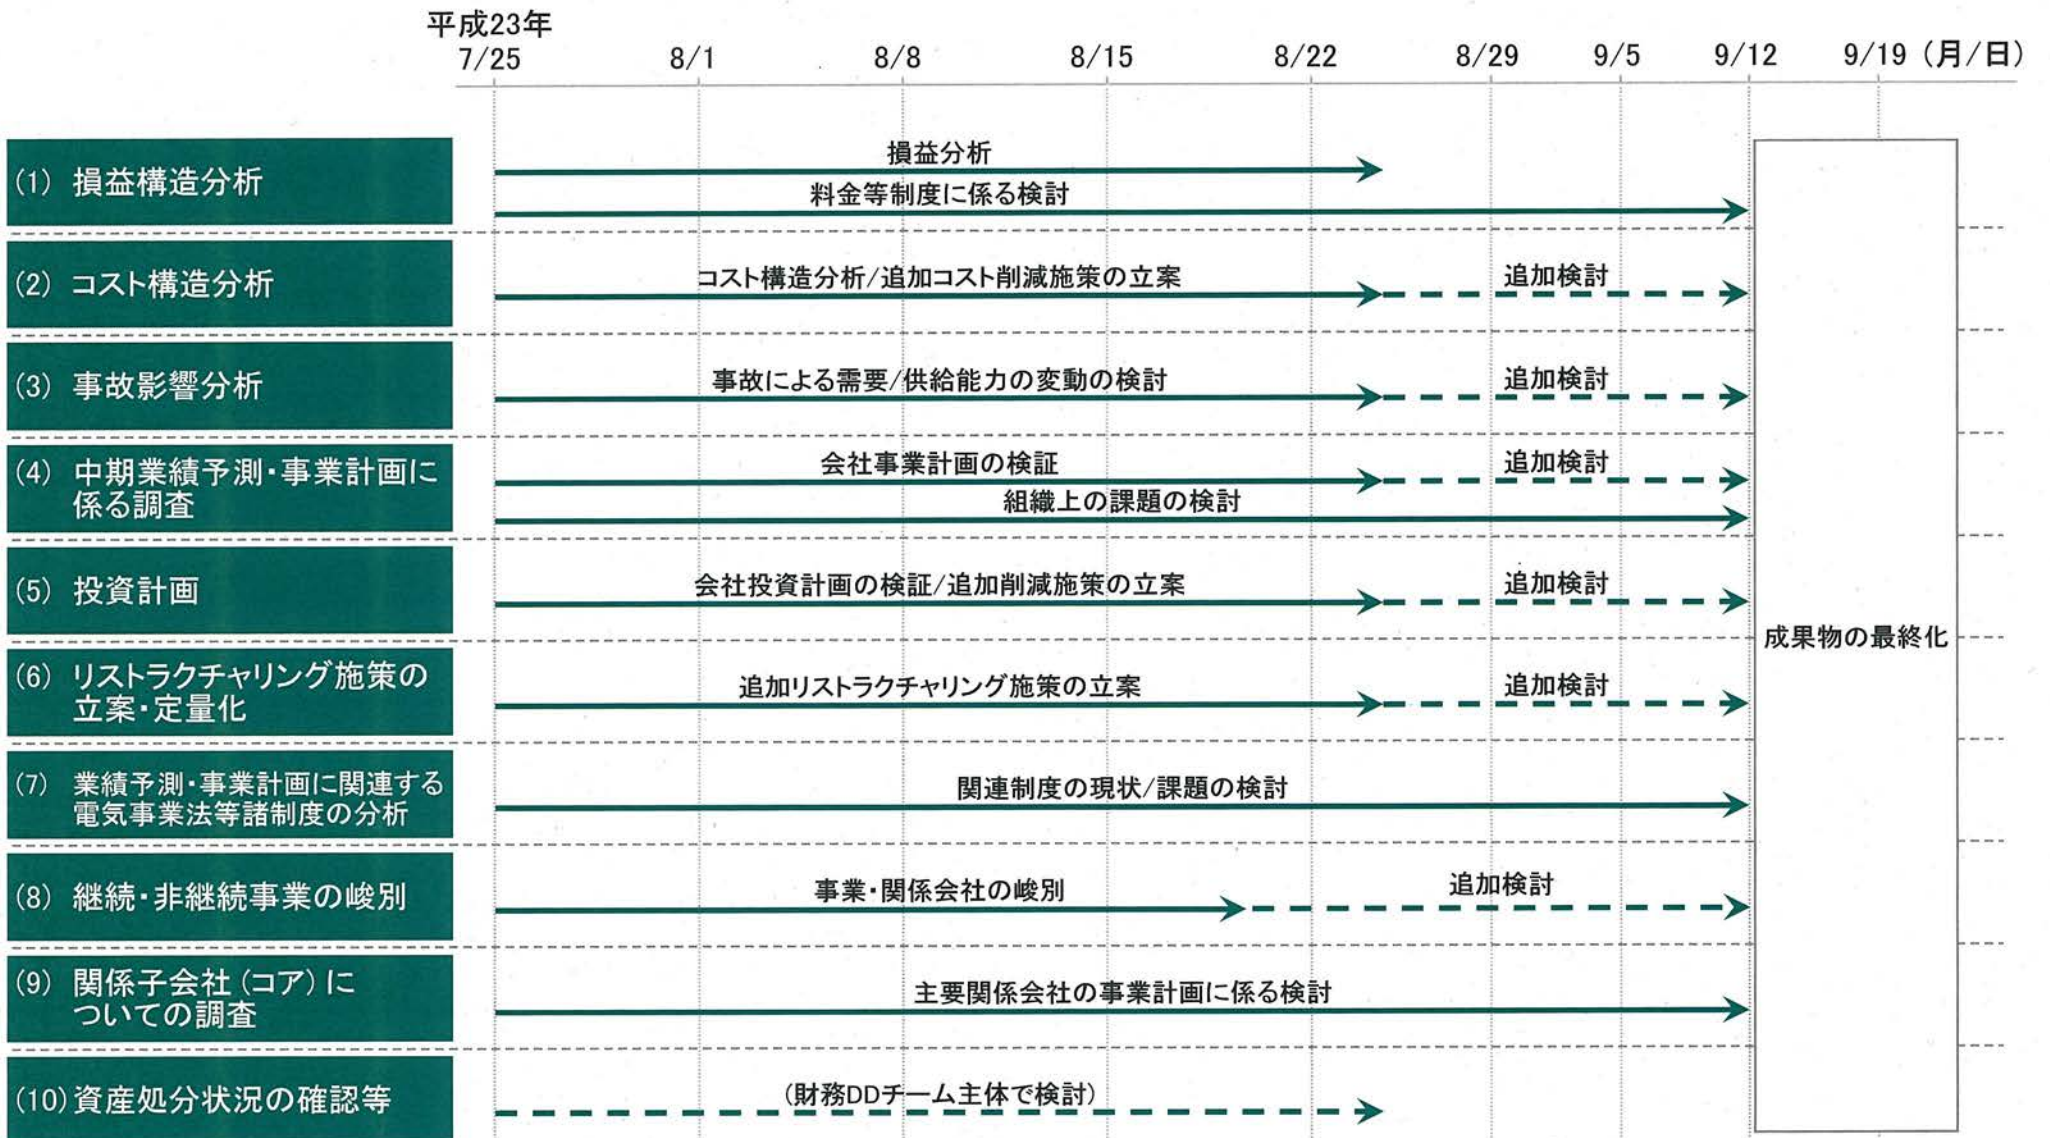 平成23年
7/25 8/1 8/8 8/15 8/22 8/29 9/5 9/12 9/19 (月/日)
(1) 損益構造分析
損益分析
料金等制度に係る検討
(2) コスト構造分析
コスト構造分析/追加コスト削減施策の立案 追加検討
(3) 事故影響分析
事故による需要/供給能力の変動の検討 追加検討
(4) 中期業績予測・事業計画に
係る調査
会社事業計画の検証 追加検討
組織上の課題の検討
(5) 投資計画
会社投資計画の検証/追加削減施策の立案 追加検討
成果物の最終化
(6) リストラクチャリング施策の
立案・定量化
追加リストラクチャリング施策の立案 追加検討
(7) 業績予測・事業計画に関連する
電気事業法等諸制度の分析
関連制度の現状/課題の検討
(8) 継続・非継続事業の峻別
事業・関係会社の峻別 追加検討
(9) 関係子会社(コア)に
ついての調査
主要関係会社の事業計画に係る検討
(10) 資産処分状況の確認等
(財務DDチーム主体で検討)